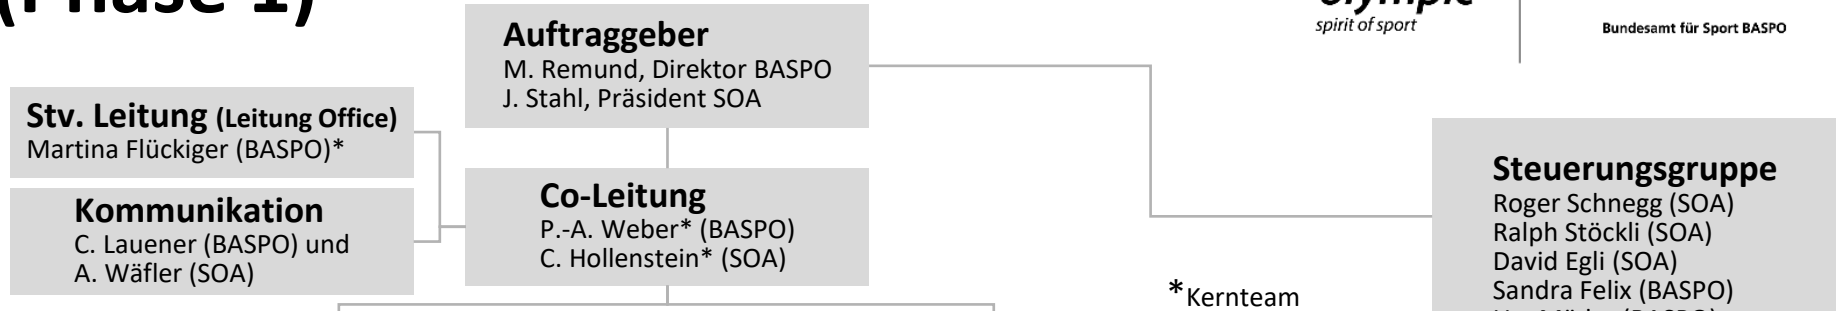 (Phase 1)
olympic
spirit of sport
Bundesamt für Sport BASPO
Auftraggeber
M. Remund, Direktor BASPO
J. Stahl, Präsident SOA
Stv. Leitung (Leitung Office)
Martina Flückiger (BASPO)*
Kommunikation
C. Lauener (BASPO) und
A. Wäfler (SOA)
Co-Leitung
P.-A. Weber* (BASPO)
C. Hollenstein* (SOA)
*Kernteam
Steuerungsgruppe
Roger Schnegg (SOA)
Ralph Stöckli (SOA)
David Egli (SOA)
Sandra Felix (BASPO)